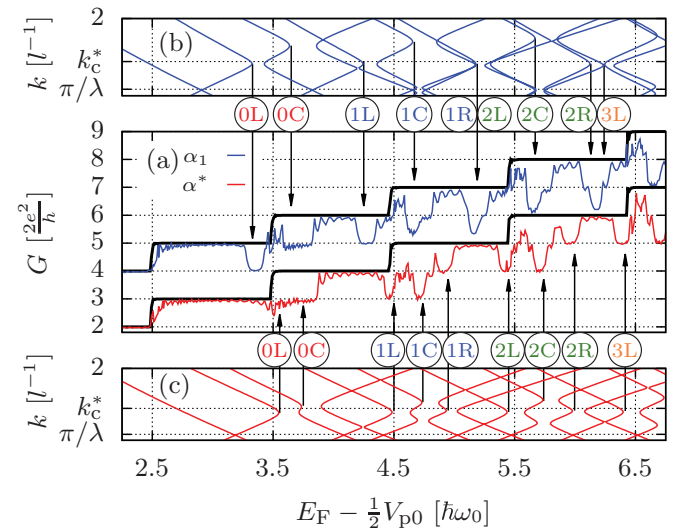 (b)
k [l⁻¹]
k_c^*
π/λ
0L 0C 1L 1C 1R 2L 2C 2R 3L
9
8
7
6
5
4
3
2
G [2e²/h]
(a) α₁
α*
0L 0C 1L 1C 1R 2L 2C 2R 3L
(c)
k [l⁻¹]
k_c^*
π/λ
2.5 3.5 4.5 5.5 6.5
E_F − ½V_p0 [ħω₀]